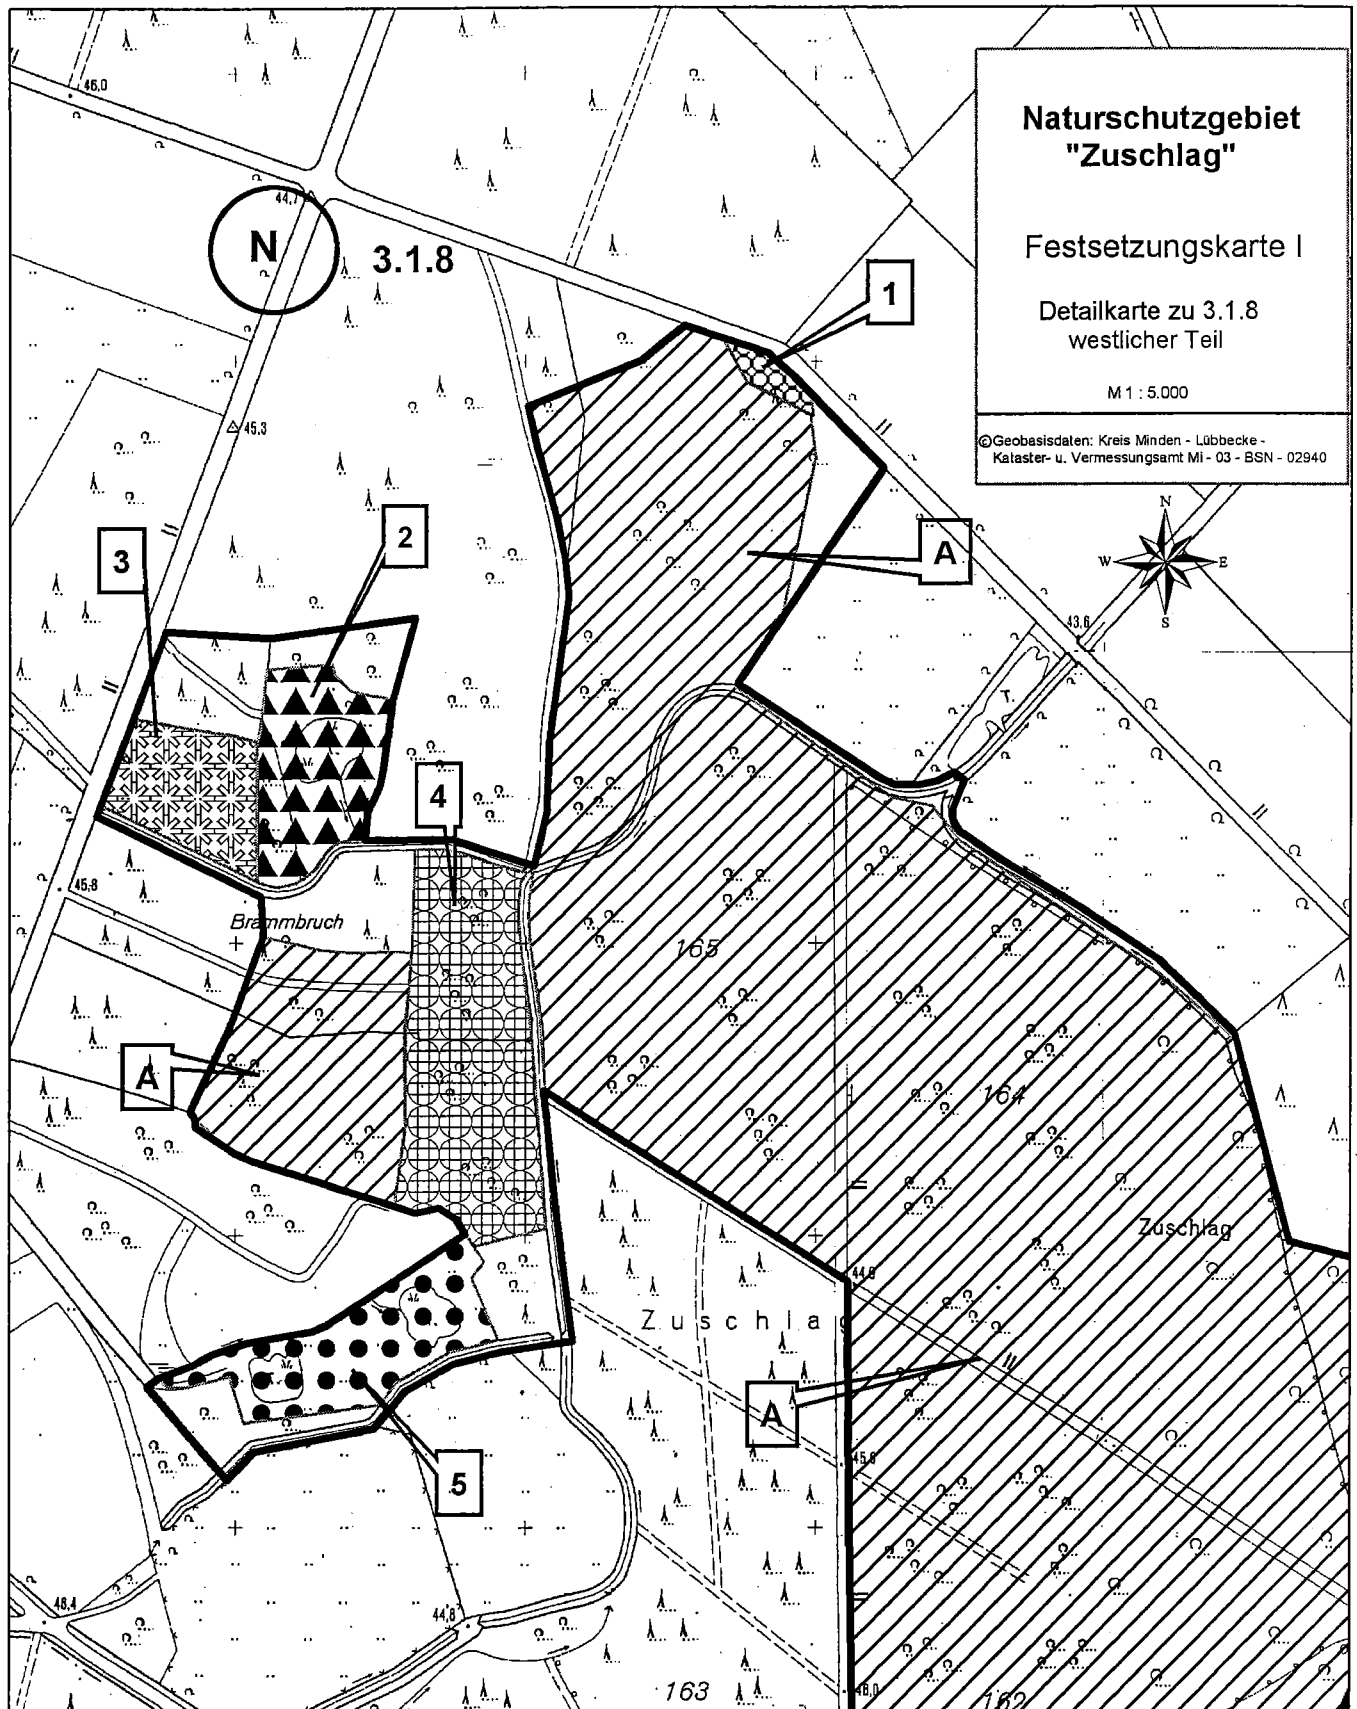 Naturschutzgebiet
"Zuschlag"
Festsetzungskarte I
Detailkarte zu 3.1.8
westlicher Teil
M 1 : 5.000
©Geobasisdaten: Kreis Minden - Lübbecke -
Kataster- u. Vermessungsamt MI - 03 - BSN - 02940
46,0
44,7
N
3.1.8
1
45,3
2
3
A
N
W
E
S
43,6
T.
4
45,8
Brammbruch
165
A
164
Zuschlag
44,8
Zuschlag
A
45,6
5
46,4
44,8
163
46,0
162